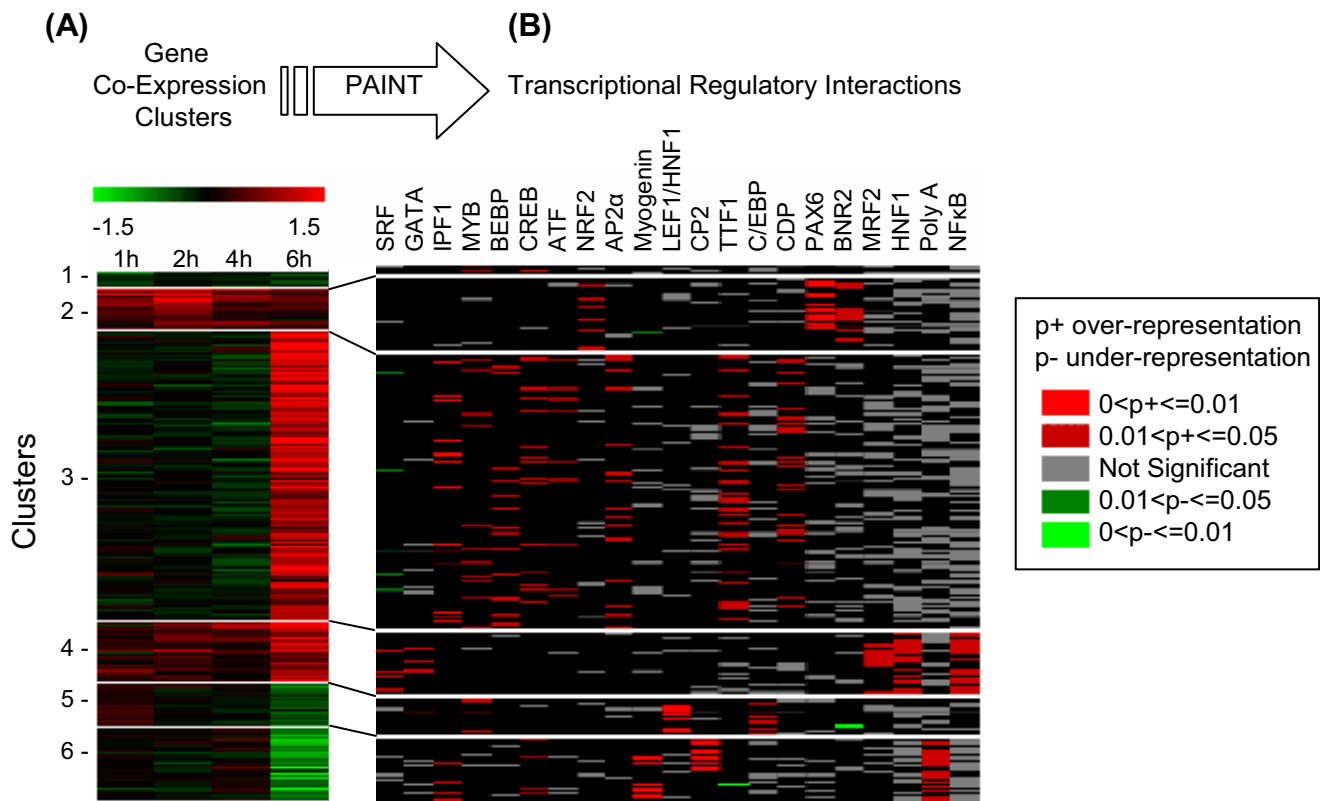 (A)
(B)
Gene
Co-Expression
Clusters
PAINT
Transcriptional Regulatory Interactions
-1.5
1.5
1h
2h
4h
6h
SRF
GATA
IPF1
MYB
BEBP
CREB
ATF
NRF2
AP2α
Myogenin
LEF1/HNF1
CP2
TTF1
C/EBP
CDP
PAX6
BNR2
MRF2
HNF1
Poly A
NFκB
Clusters
1 -
2 -
3 -
4 -
5 -
6 -
p+ over-representation
p- under-representation
0<p+<=0.01
0.01<p+<=0.05
Not Significant
0.01<p-<=0.05
0<p-<=0.01